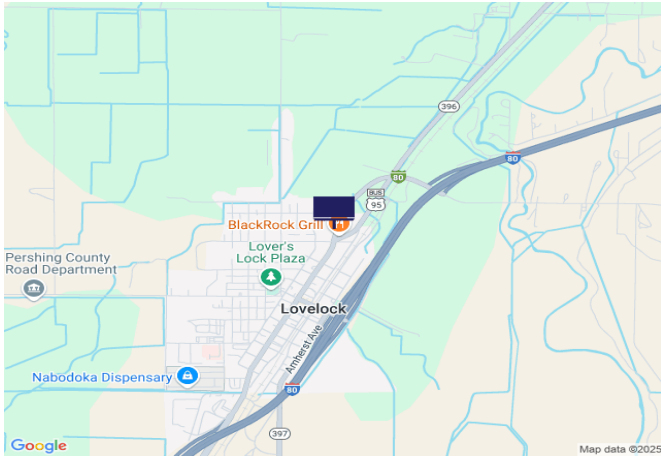 396
80
80
BUS
95
BlackRock Grill
Lover's
Lock Plaza
Pershing County
Road Department
Lovelock
Amherst Ave
Nabodoka Dispensary
80
397
Google
Map data ©2025